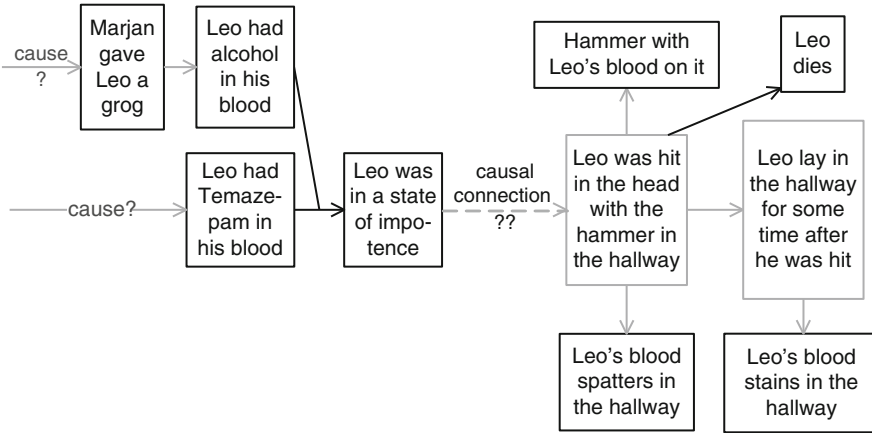 cause
?
Marjan
gave
Leo a
grog
Leo had
alcohol
in his
blood
Hammer with
Leo's blood on it
Leo
dies
cause?
Leo had
Temaze-
pam in
his blood
Leo was
in a state
of impo-
tence
causal
connection
??
Leo was hit
in the head
with the
hammer in
the hallway
Leo lay in
the hallway
for some
time after
he was hit
Leo's blood
spatters in
the hallway
Leo's blood
stains in the
hallway